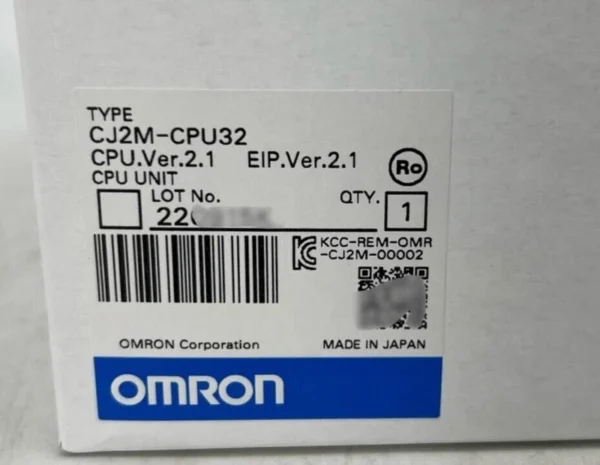 TYPE
CJ2M-CPU32
CPU.Ver.2.1 EIP.Ver.2.1
CPU UNIT
Ro
LOT No.
QTY.
1
KCC-REM-OMR
-CJ2M-00002
OMRON Corporation
MADE IN JAPAN
OMRON